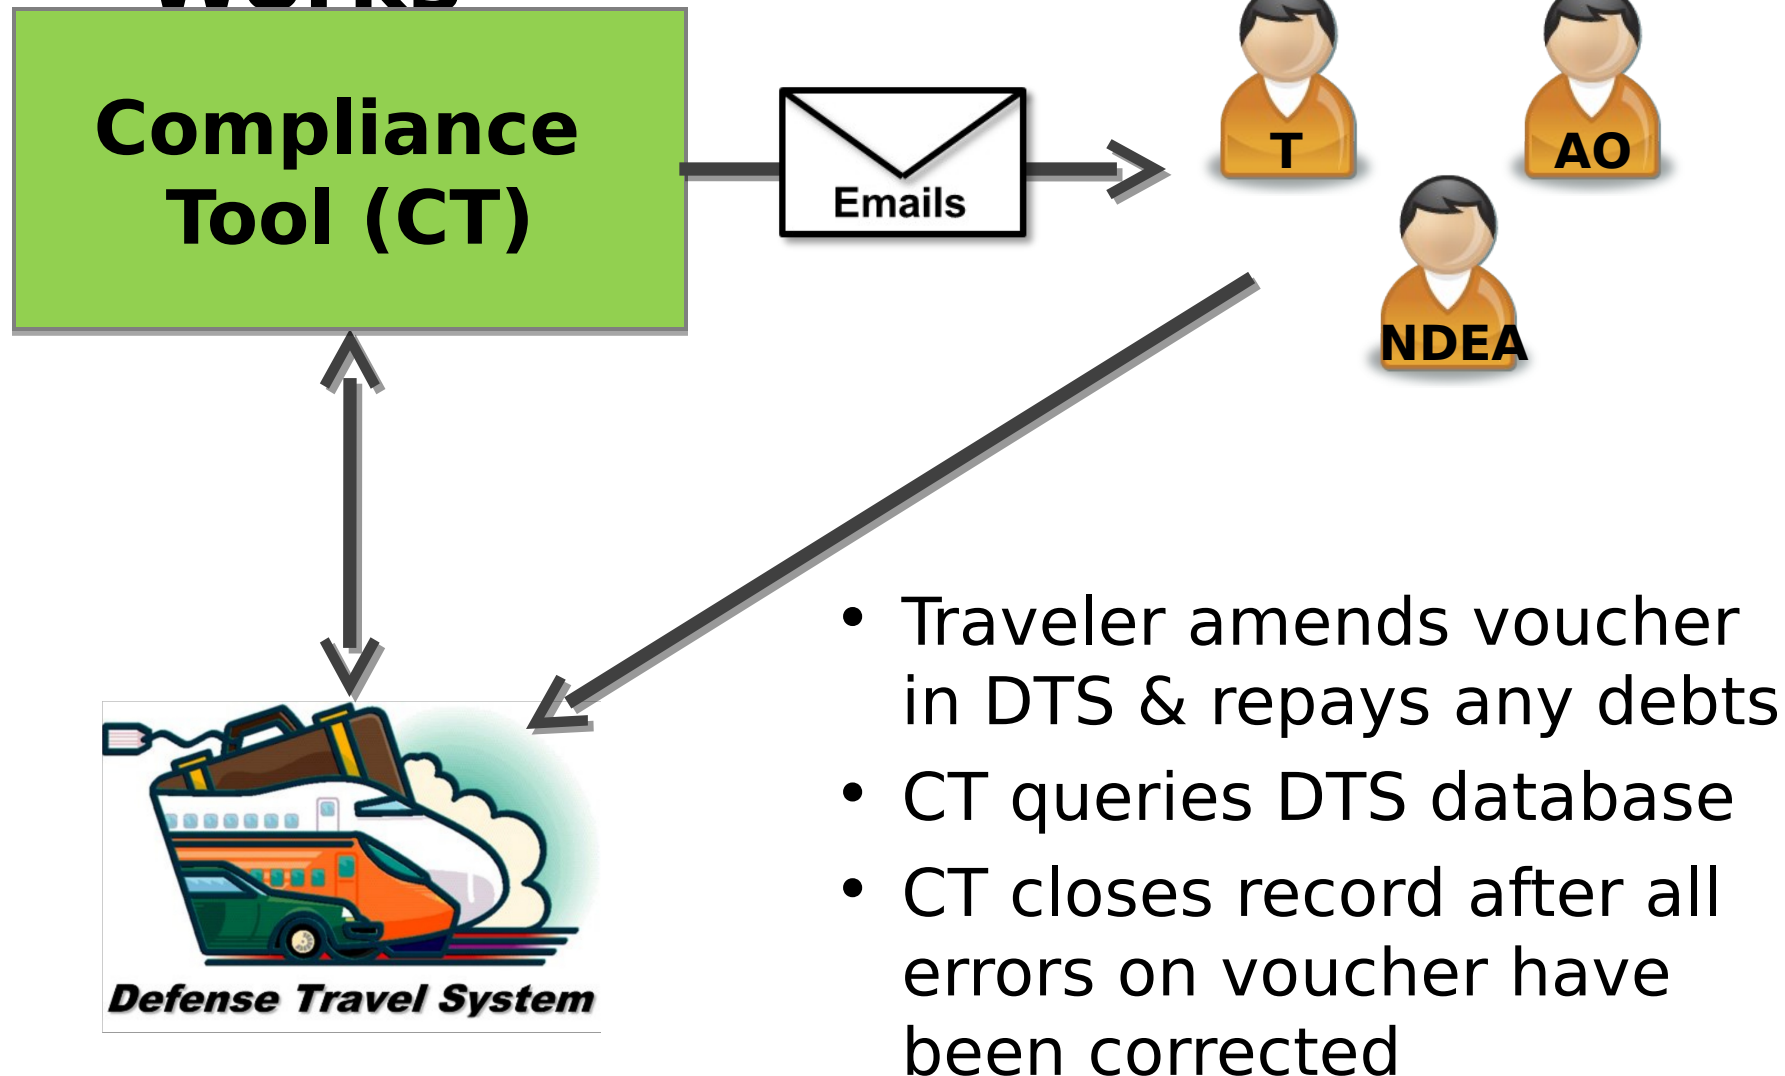 Works
Compliance
Tool (CT)
Emails
T
AO
NDEA
• Traveler amends voucher
in DTS & repays any debts
• CT queries DTS database
• CT closes record after all
errors on voucher have
been corrected
Defense Travel System